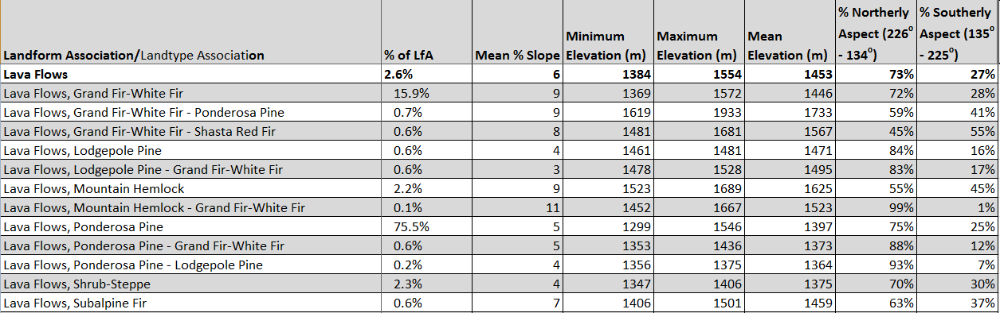 Landform Association/Landtype Association | % of LfA | Mean % Slope | Minimum Elevation (m) | Maximum Elevation (m) | Mean Elevation (m) | % Northerly Aspect (226° - 134°) | % Southerly Aspect (135° - 225°)
Lava Flows | 2.6% | 6 | 1384 | 1554 | 1453 | 73% | 27%
Lava Flows, Grand Fir-White Fir | 15.9% | 9 | 1369 | 1572 | 1446 | 72% | 28%
Lava Flows, Grand Fir-White Fir - Ponderosa Pine | 0.7% | 9 | 1619 | 1933 | 1733 | 59% | 41%
Lava Flows, Grand Fir-White Fir - Shasta Red Fir | 0.6% | 8 | 1481 | 1681 | 1567 | 45% | 55%
Lava Flows, Lodgepole Pine | 0.6% | 4 | 1461 | 1481 | 1471 | 84% | 16%
Lava Flows, Lodgepole Pine - Grand Fir-White Fir | 0.6% | 3 | 1478 | 1528 | 1495 | 83% | 17%
Lava Flows, Mountain Hemlock | 2.2% | 9 | 1523 | 1689 | 1625 | 55% | 45%
Lava Flows, Mountain Hemlock - Grand Fir-White Fir | 0.1% | 11 | 1452 | 1667 | 1523 | 99% | 1%
Lava Flows, Ponderosa Pine | 75.5% | 5 | 1299 | 1546 | 1397 | 75% | 25%
Lava Flows, Ponderosa Pine - Grand Fir-White Fir | 0.6% | 5 | 1353 | 1436 | 1373 | 88% | 12%
Lava Flows, Ponderosa Pine - Lodgepole Pine | 0.2% | 4 | 1356 | 1375 | 1364 | 93% | 7%
Lava Flows, Shrub-Steppe | 2.3% | 4 | 1347 | 1406 | 1375 | 70% | 30%
Lava Flows, Subalpine Fir | 0.6% | 7 | 1406 | 1501 | 1459 | 63% | 37%